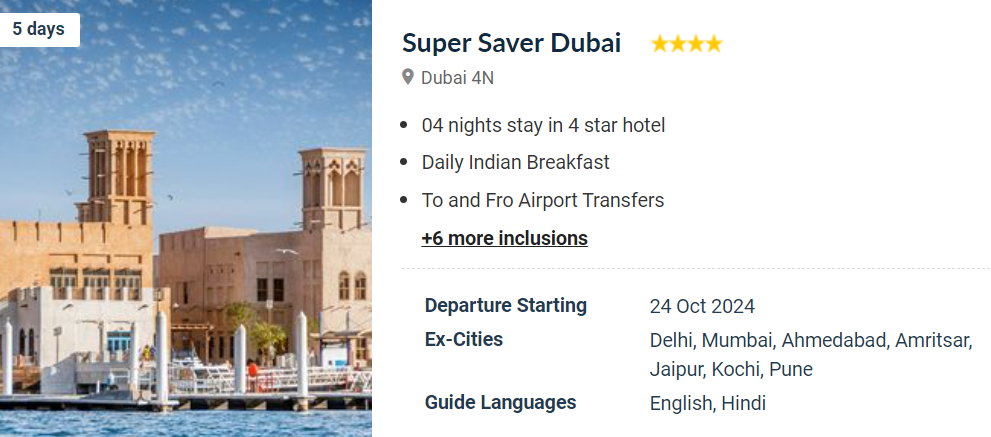 5 days
Super Saver Dubai
Dubai 4N
04 nights stay in 4 star hotel
Daily Indian Breakfast
To and Fro Airport Transfers
+6 more inclusions
Departure Starting 24 Oct 2024
Ex-Cities Delhi, Mumbai, Ahmedabad, Amritsar,
Jaipur, Kochi, Pune
Guide Languages English, Hindi